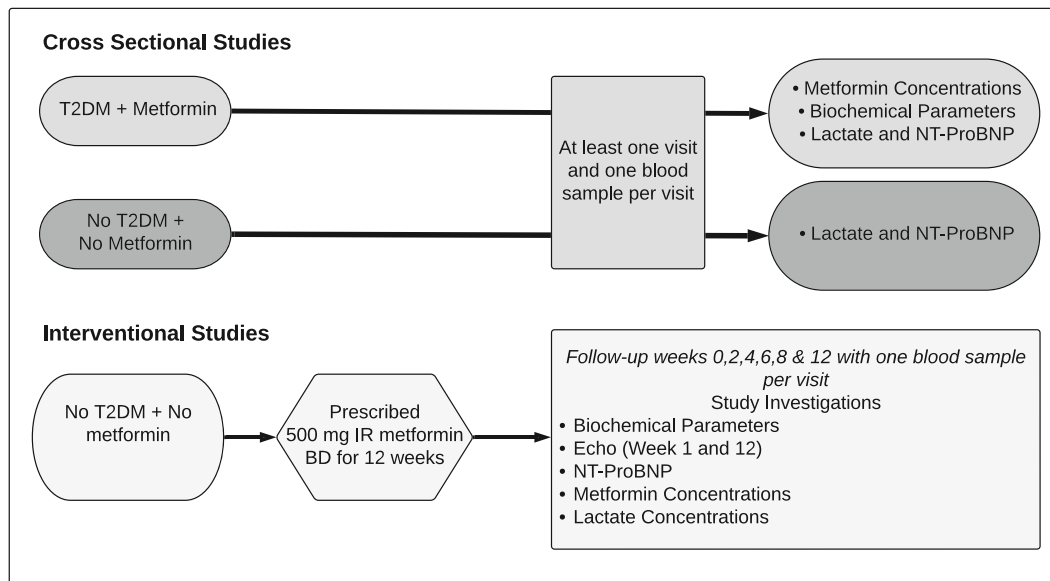 Cross Sectional Studies
T2DM + Metformin
At least one visit
and one blood
sample per visit
• Metformin Concentrations
• Biochemical Parameters
• Lactate and NT-ProBNP
No T2DM +
No Metformin
• Lactate and NT-ProBNP
Interventional Studies
No T2DM + No
metformin
Prescribed
500 mg IR metformin
BD for 12 weeks
Follow-up weeks 0,2,4,6,8 & 12 with one blood sample
per visit
Study Investigations
• Biochemical Parameters
• Echo (Week 1 and 12)
• NT-ProBNP
• Metformin Concentrations
• Lactate Concentrations